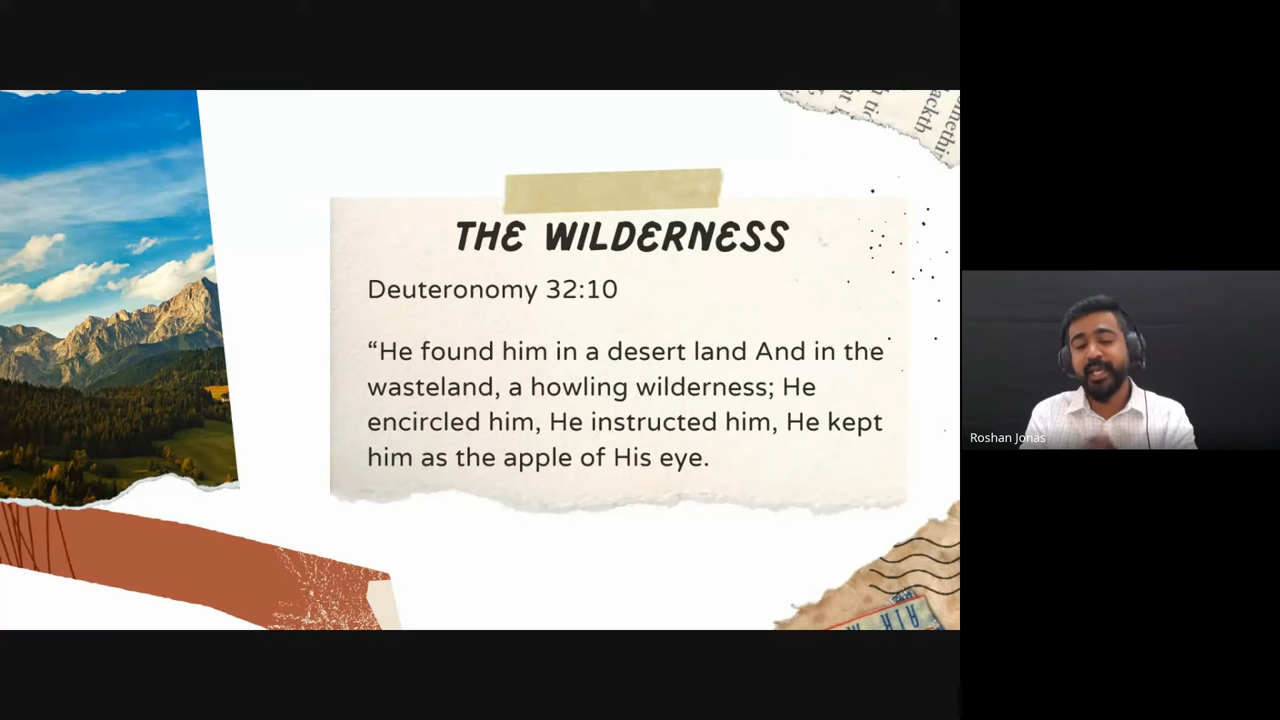 THE WILDERNESS
Deuteronomy 32:10
“He found him in a desert land And in the
wasteland, a howling wilderness; He
encircled him, He instructed him, He kept
him as the apple of His eye.
Roshan Jonas
AIR